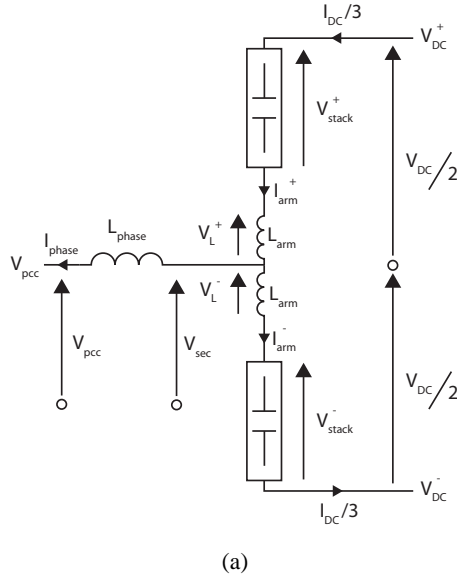 I_DC/3
V_DC^+
V_stack^+
V_DC/2
I_arm^+
L_phase
I_phase
V_L^+
L_arm
V_pcc
V_L^-
L_arm
V_pcc
V_sec
I_arm^-
V_stack^-
V_DC/2
V_DC^-
I_DC/3
(a)